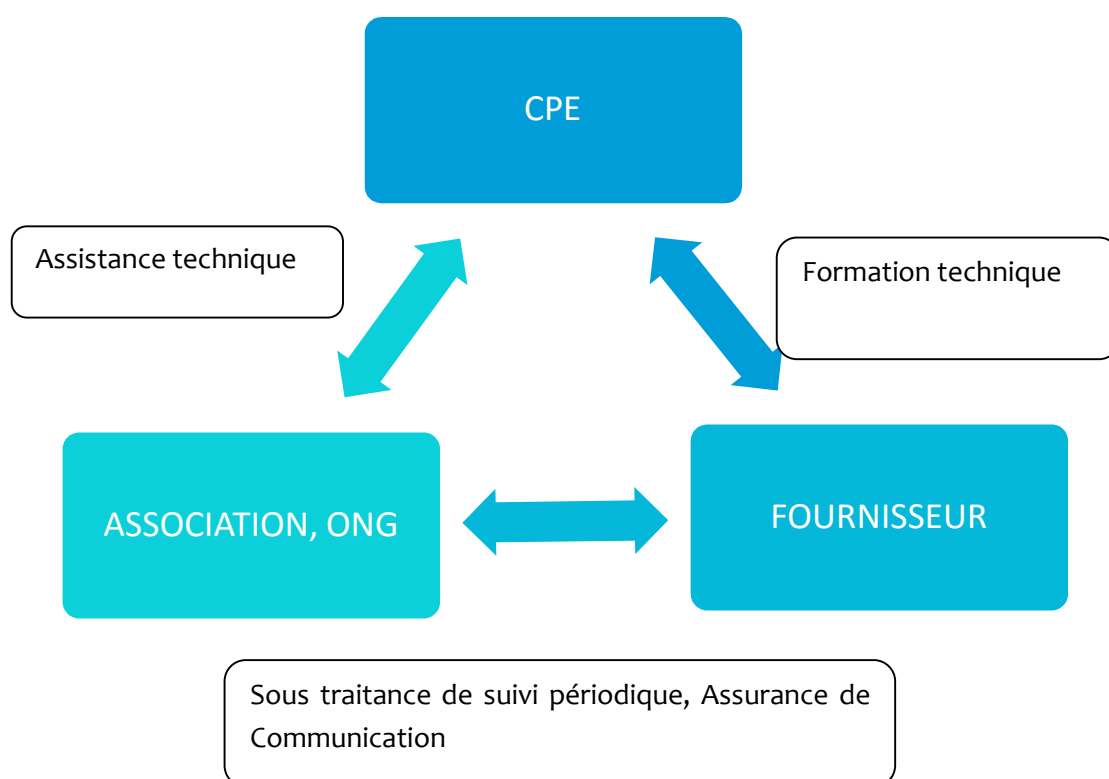 CPE
Assistance technique
Formation technique
ASSOCIATION, ONG
FOURNISSEUR
Sous traitance de suivi périodique, Assurance de
Communication